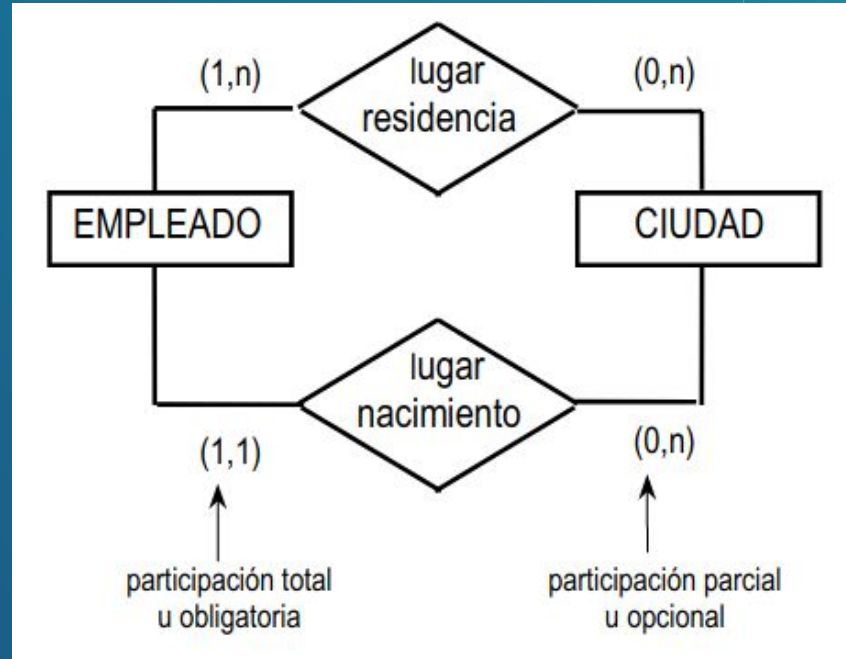 (1,n)
lugar
residencia
(0,n)
EMPLEADO
CIUDAD
lugar
nacimiento
(1,1)
(0,n)
participación total
u obligatoria
participación parcial
u opcional